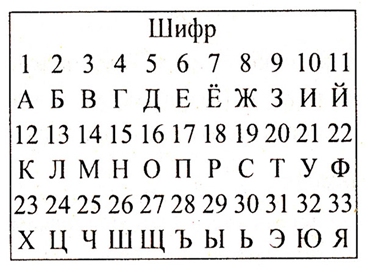 Шифр
1 2 3 4 5 6 7 8 9 10 11
А Б В Г Д Е Ё Ж З И Й
12 13 14 15 16 17 18 19 20 21 22
К Л М Н О П Р С Т У Ф
23 24 25 26 27 28 29 30 31 32 33
Х Ц Ч Ш Щ Ъ Ы Ь Э Ю Я